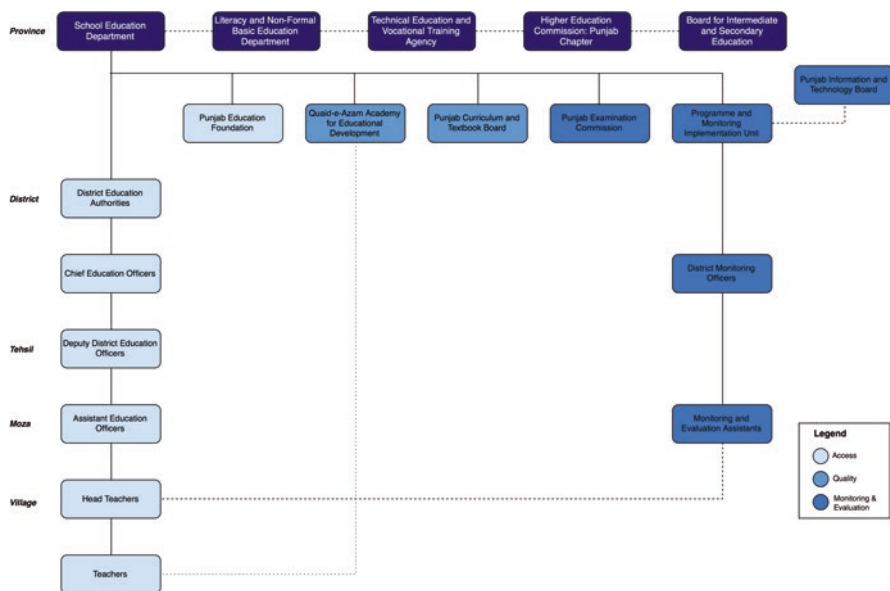 Province
School Education
Department
Literacy and Non-Formal
Basic Education
Department
Technical Education and
Vocational Training
Agency
Higher Education
Commission: Punjab
Chapter
Board for Intermediate
and Secondary
Education
Punjab Information and
Technology Board
Punjab Education
Foundation
Quaid-e-Azam Academy
for Educational
Development
Punjab Curriculum and
Textbook Board
Punjab Examination
Commission
Programme and
Monitoring
Implementation Unit
District
District Education
Authorities
Chief Education Officers
District Monitoring
Officers
Tehsil
Deputy District Education
Officers
Moza
Assistant Education
Officers
Monitoring and
Evaluation Assistants
Legend
Access
Quality
Monitoring &
Evaluation
Village
Head Teachers
Teachers